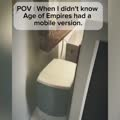 POV : When I didn't know
Age of Empires had a
mobile version.